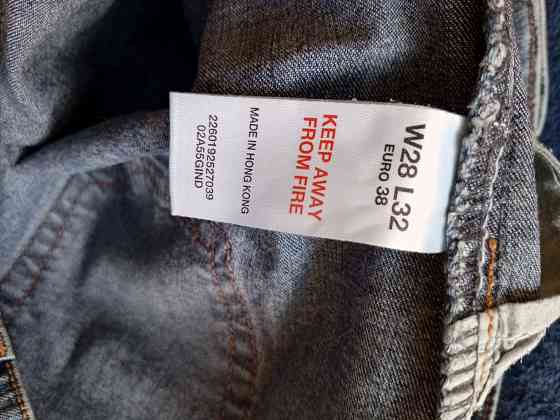 W28 L32
EURO 38
KEEP AWAY
FROM FIRE
MADE IN HONG KONG
2260192527039
02A55GIND